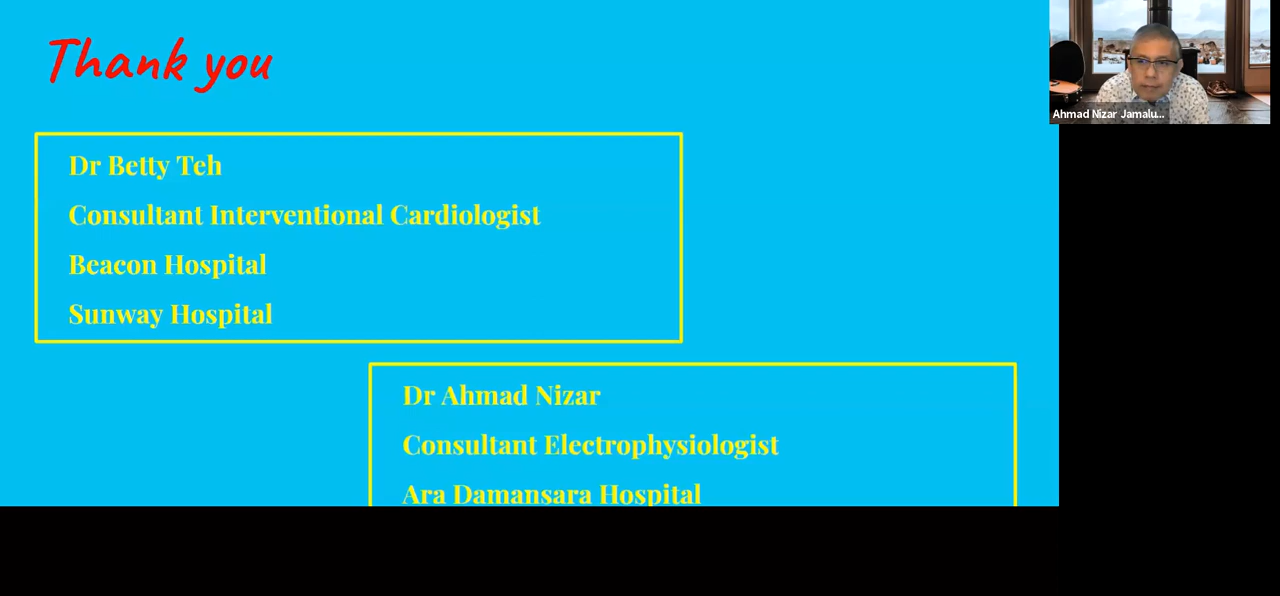 Thank you
Dr Betty Teh
Consultant Interventional Cardiologist
Beacon Hospital
Sunway Hospital
Dr Ahmad Nizar
Consultant Electrophysiologist
Ara Damansara Hospital
Ahmad Nizar Jamalu...